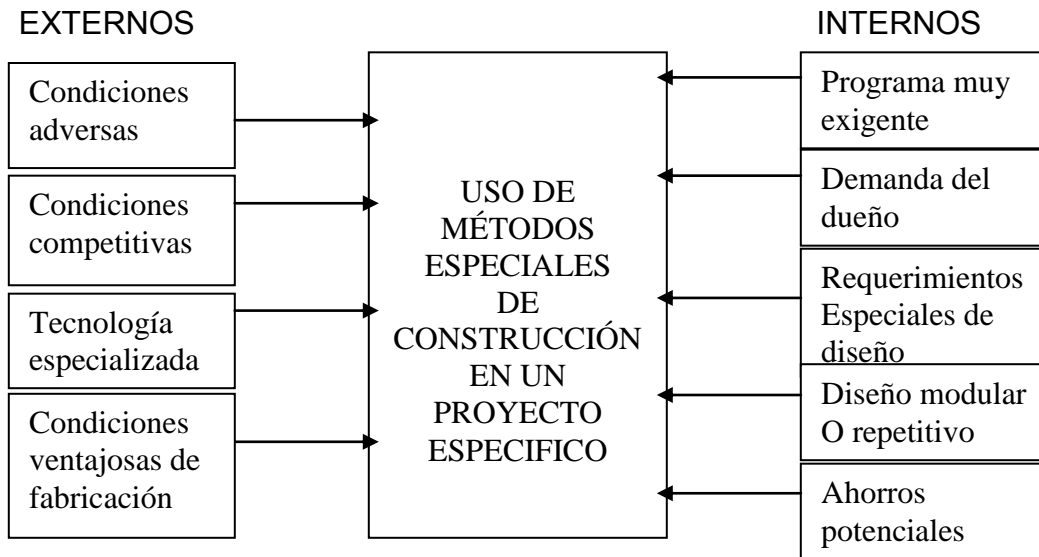 EXTERNOS
Condiciones
adversas
Condiciones
competitivas
Tecnología
especializada
Condiciones
ventajosas de
fabricación
USO DE
MÉTODOS
ESPECIALES
DE
CONSTRUCCIÓN
EN UN
PROYECTO
ESPECIFICO
INTERNOS
Programa muy
exigente
Demanda del
dueño
Requerimientos
Especiales de
diseño
Diseño modular
O repetitivo
Ahorros
potenciales